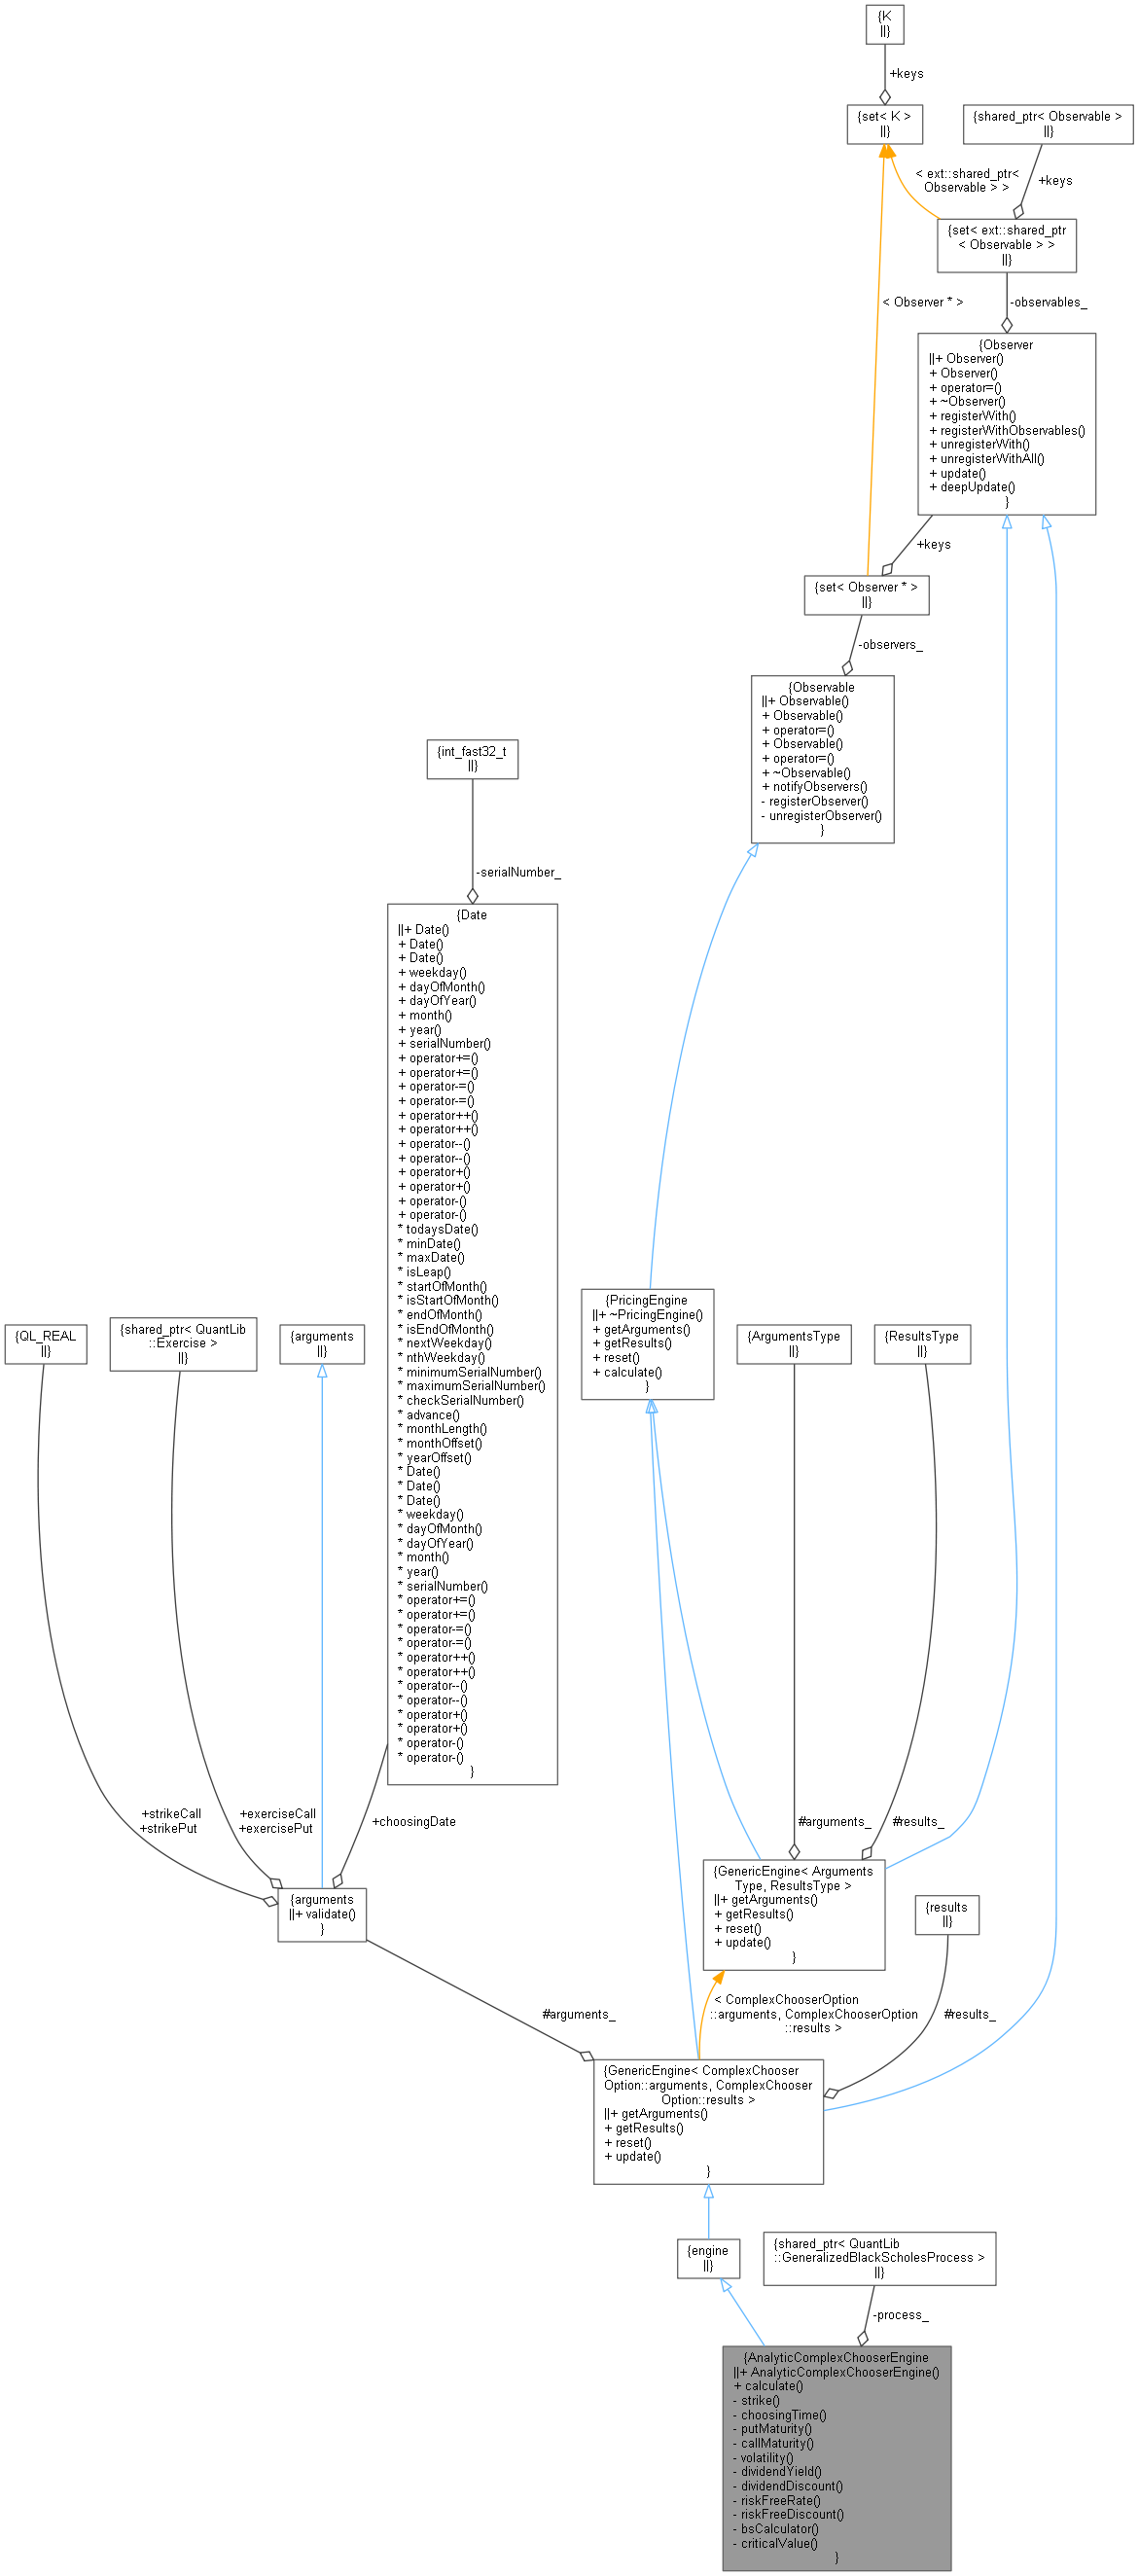 {K
||}
+keys
{set< K >
||}
{shared_ptr< Observable >
||}
< ext::shared_ptr<
Observable > >
+keys
{set< ext::shared_ptr
< Observable > >
||}
< Observer * >
-observables_
{Observer
||+ Observer()
+ Observer()
+ operator=()
+ ~Observer()
+ registerWith()
+ registerWithObservables()
+ unregisterWith()
+ unregisterWithAll()
+ update()
+ deepUpdate()
}
+keys
{set< Observer * >
||}
-observers_
{Observable
||+ Observable()
+ Observable()
+ operator=()
+ Observable()
+ operator=()
+ ~Observable()
+ notifyObservers()
- registerObserver()
- unregisterObserver()
}
{int_fast32_t
||}
-serialNumber_
{Date
||+ Date()
+ Date()
+ Date()
+ weekday()
+ dayOfMonth()
+ dayOfYear()
+ month()
+ year()
+ serialNumber()
+ operator+=()
+ operator+=()
+ operator-=()
+ operator-=()
+ operator++()
+ operator++()
+ operator--()
+ operator--()
+ operator+()
+ operator+()
+ operator-()
+ operator-()
* todaysDate()
* minDate()
* maxDate()
* isLeap()
* startOfMonth()
* isStartOfMonth()
* endOfMonth()
* isEndOfMonth()
* nextWeekday()
* nthWeekday()
* minimumSerialNumber()
* maximumSerialNumber()
* checkSerialNumber()
* advance()
* monthLength()
* monthOffset()
* yearOffset()
* Date()
* Date()
* Date()
* weekday()
* dayOfMonth()
* dayOfYear()
* month()
* year()
* serialNumber()
* operator+=()
* operator+=()
* operator-=()
* operator-=()
* operator++()
* operator++()
* operator--()
* operator--()
* operator+()
* operator+()
* operator-()
* operator-()
}
{QL_REAL
||}
{shared_ptr< QuantLib
::Exercise >
||}
{arguments
||}
{PricingEngine
||+ ~PricingEngine()
+ getArguments()
+ getResults()
+ reset()
+ calculate()
}
{ArgumentsType
||}
{ResultsType
||}
+strikeCall
+strikePut
+exerciseCall
+exercisePut
+choosingDate
#arguments_
#results_
{arguments
||+ validate()
}
{GenericEngine< Arguments
Type, ResultsType >
||+ getArguments()
+ getResults()
+ reset()
+ update()
}
{results
||}
#arguments_
< ComplexChooserOption
::arguments, ComplexChooserOption
::results >
#results_
{GenericEngine< ComplexChooser
Option::arguments, ComplexChooser
Option::results >
||+ getArguments()
+ getResults()
+ reset()
+ update()
}
{engine
||}
{shared_ptr< QuantLib
::GeneralizedBlackScholesProcess >
||}
-process_
{AnalyticComplexChooserEngine
||+ AnalyticComplexChooserEngine()
+ calculate()
- strike()
- choosingTime()
- putMaturity()
- callMaturity()
- volatility()
- dividendYield()
- dividendDiscount()
- riskFreeRate()
- riskFreeDiscount()
- bsCalculator()
- criticalValue()
}